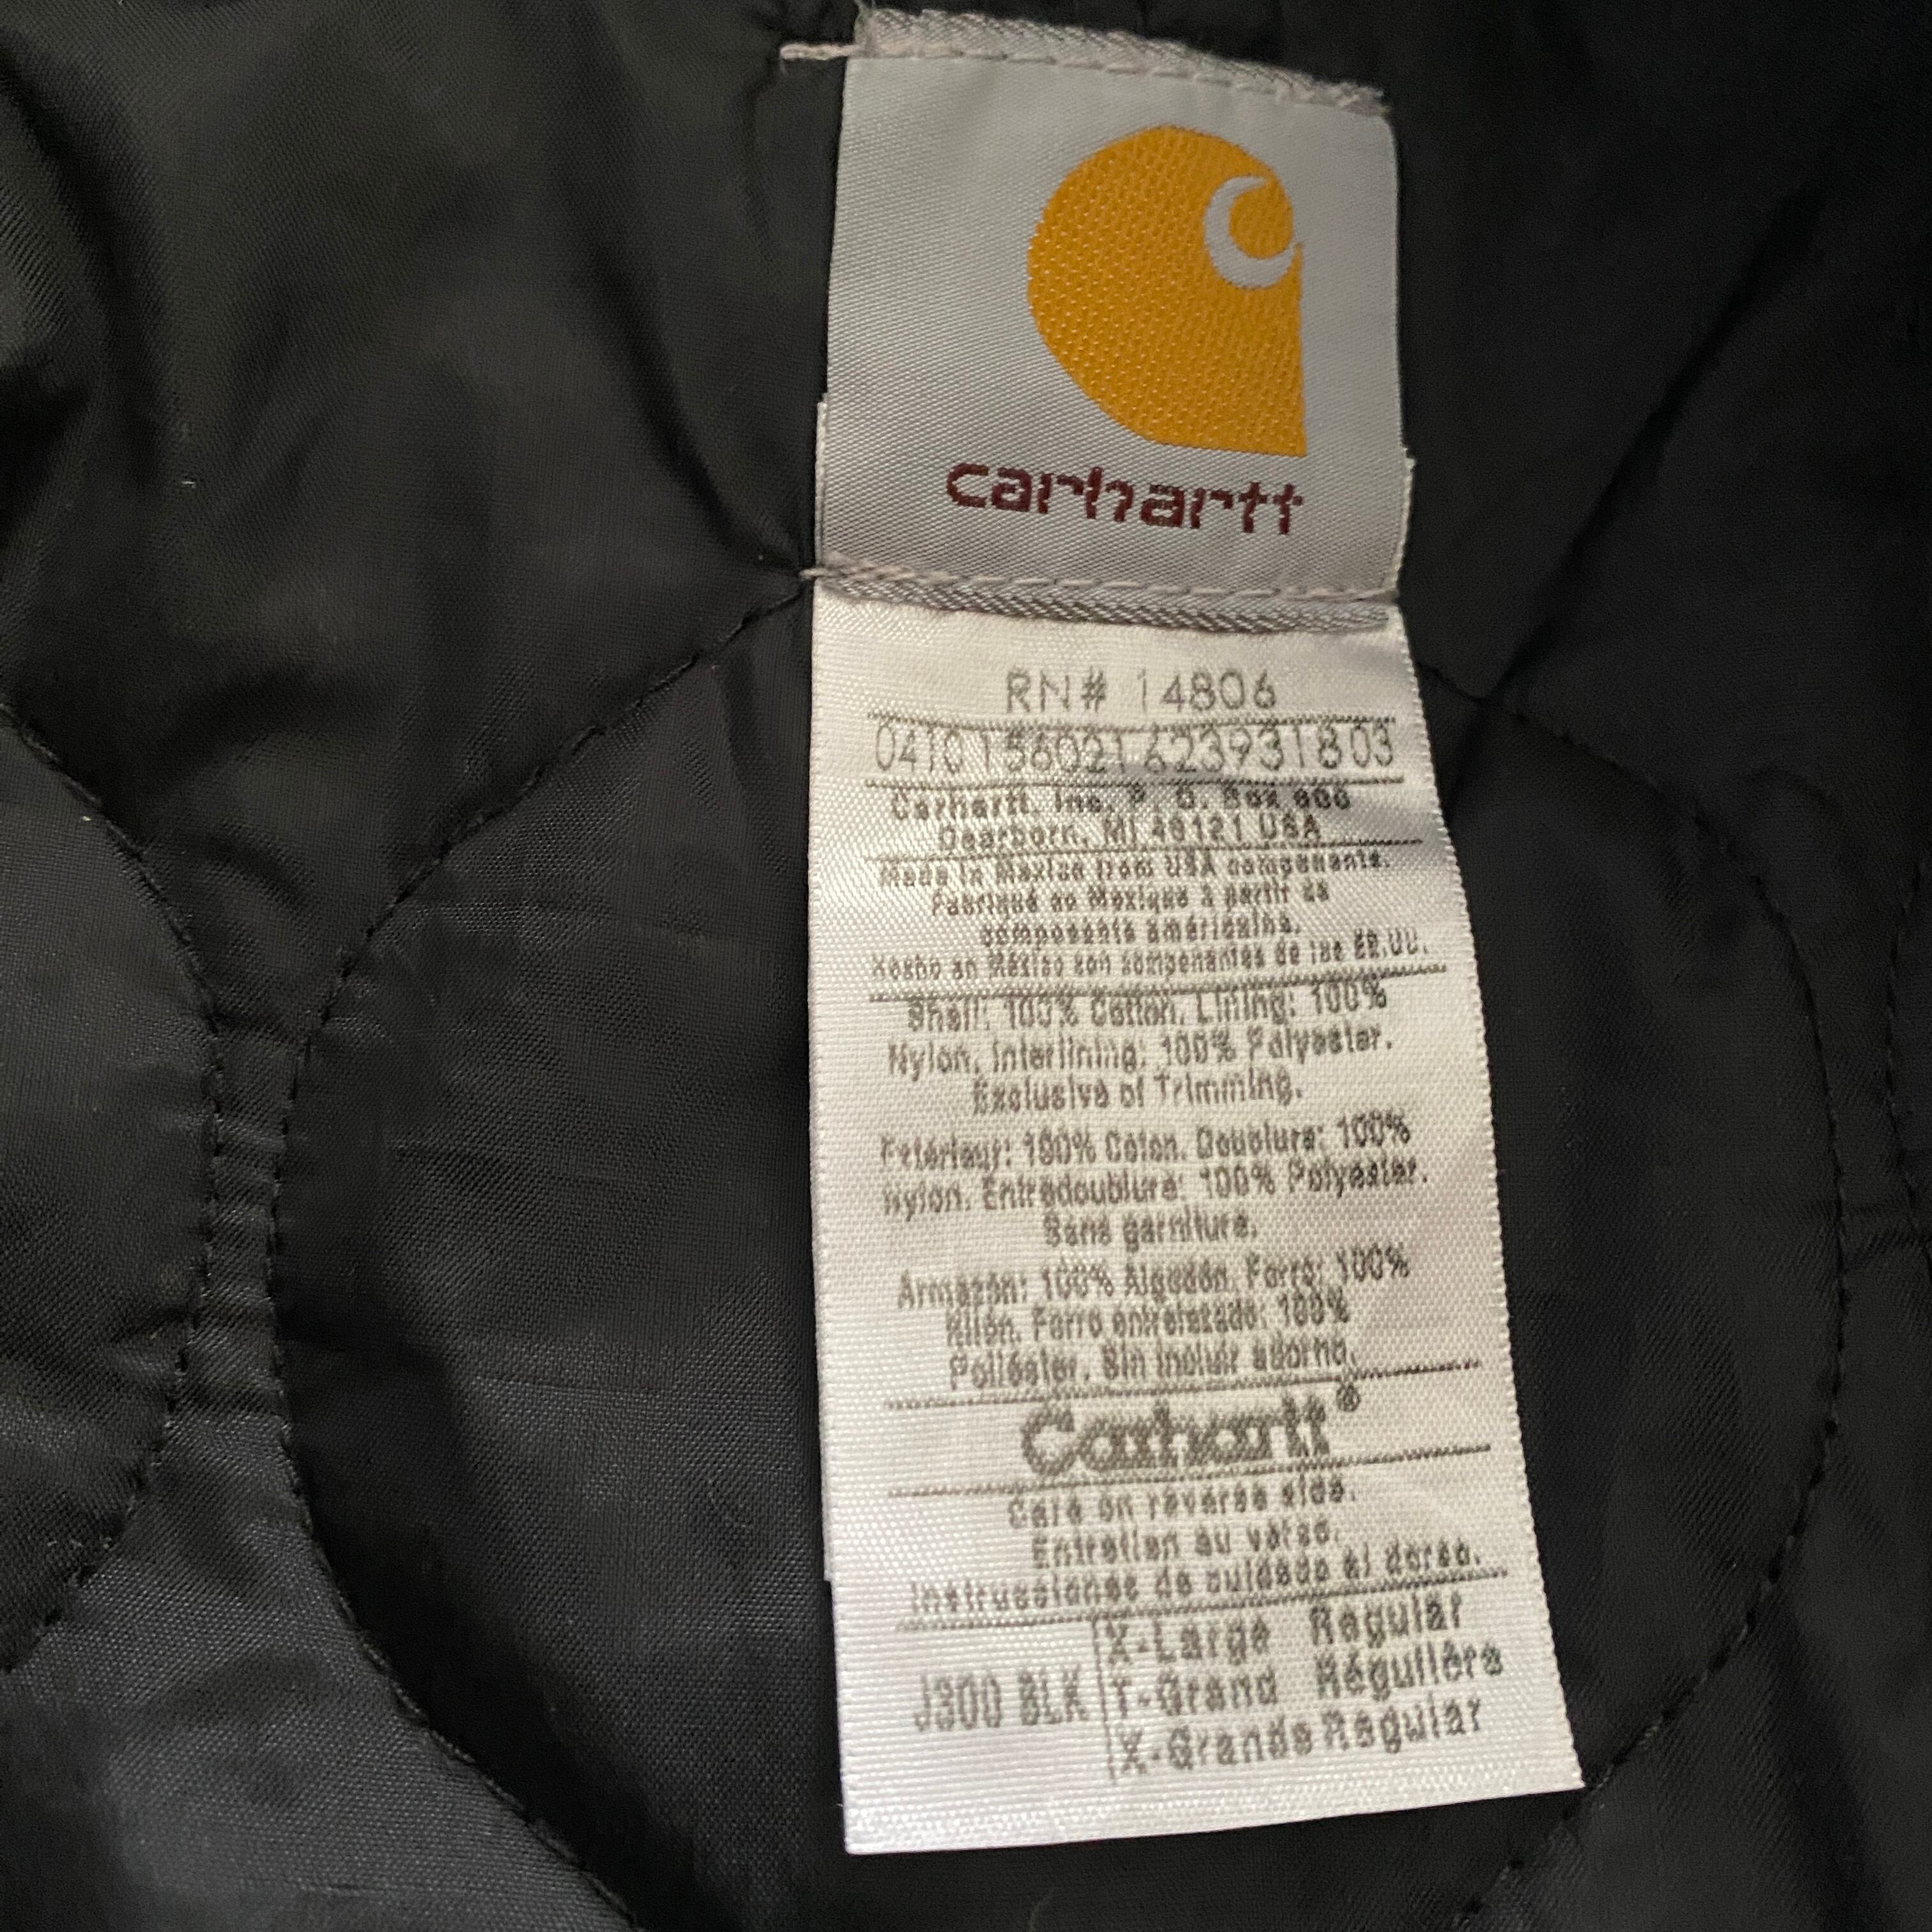 carhartt
RN# 14806
0410156021623931803
Carhartt, Inc. P. O. Box 600
Dearborn, MI 48121 USA
Made in Mexico from USA components.
Fabriqué au Mexique à partir de
composants américains.
Hecho en México con componentes de los EE.UU.
Shell: 100% Cotton. Lining: 100%
Nylon. Interlining: 100% Polyester.
Exclusive of Trimming.
Extérieur: 100% Coton. Doublure: 100%
Nylon. Entredoublure: 100% Polyester.
Sans garniture.
Armazón: 100% Algodón. Forro: 100%
Nilón. Forro entrelazado: 100%
Poliéster. Sin incluir adorno.
Carhartt®
Care on reverse side.
Entretien au verso.
Instrucciones de cuidado al dorso.
X-Large Regular
J300 BLK T-Grand Régulière
X-Grande Regular